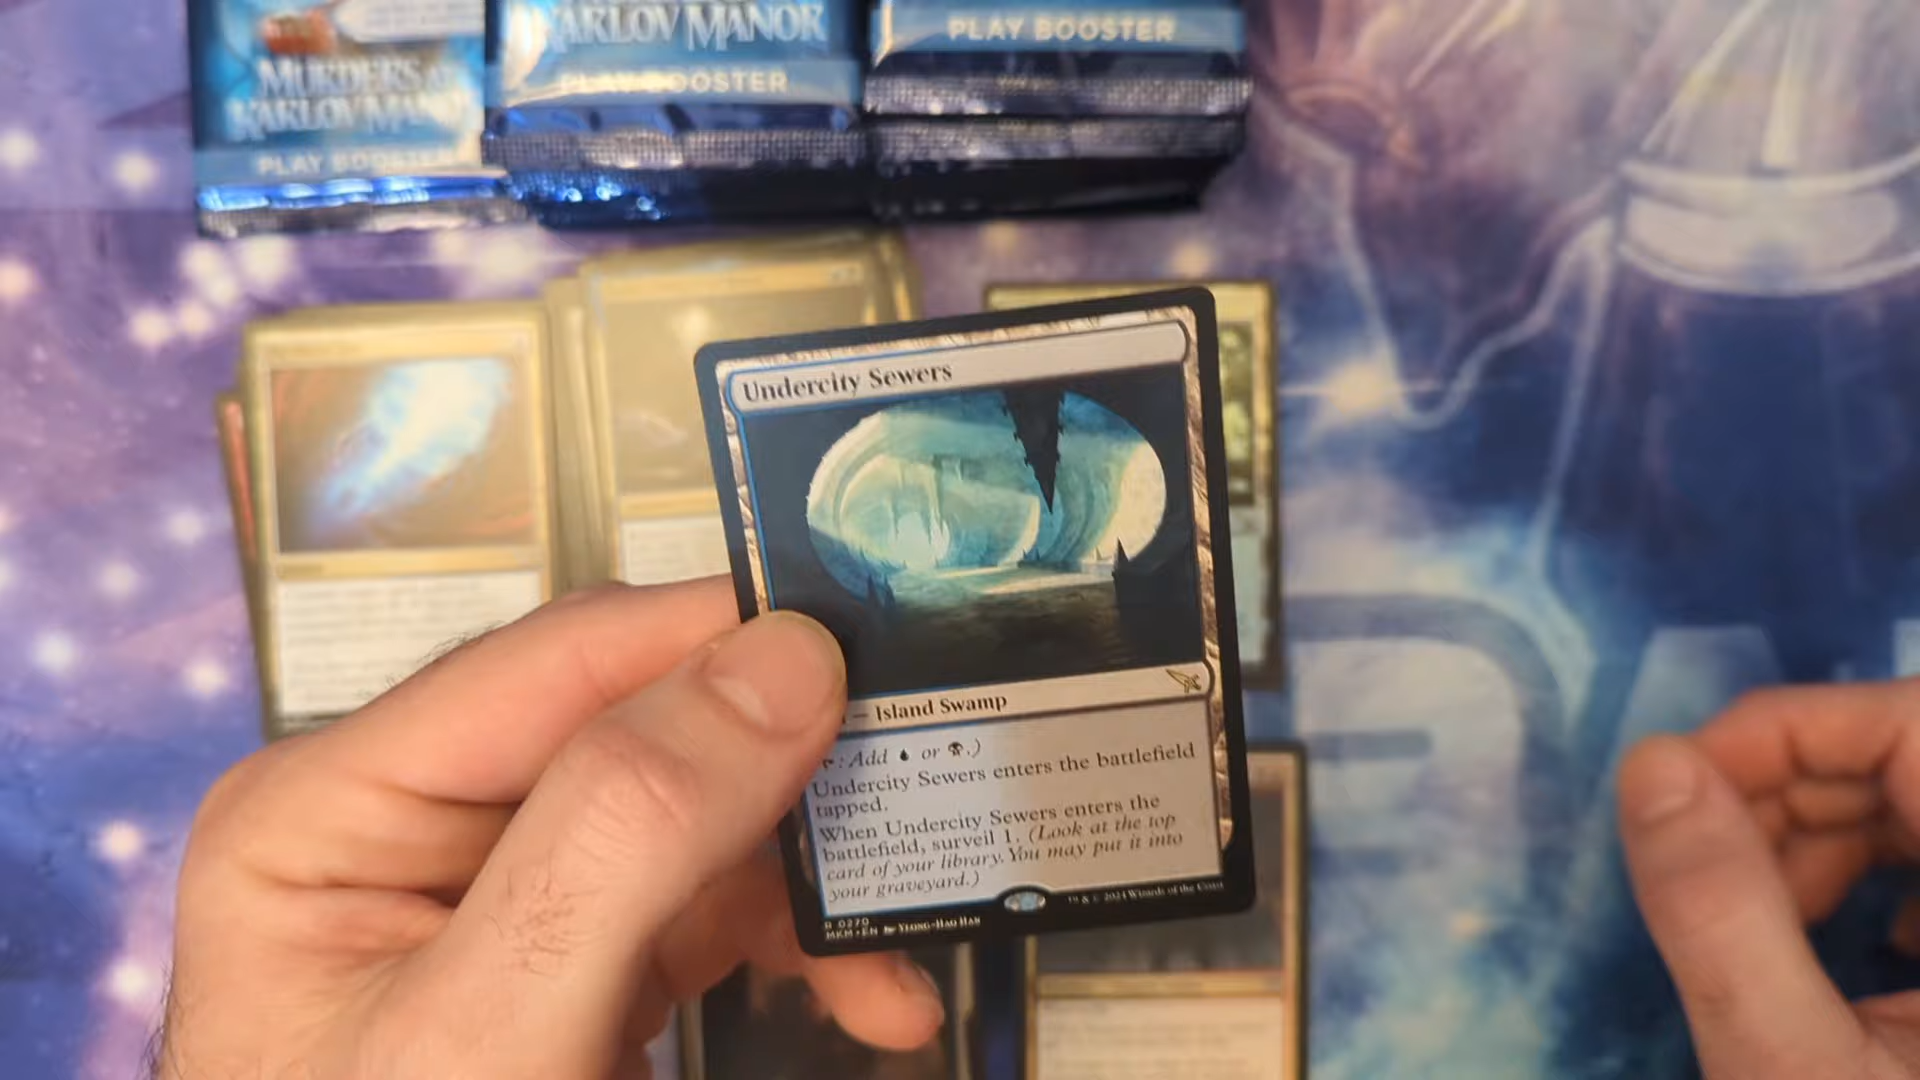 KARLOV MANOR
PLAY BOOSTER
MURDERS AT
KARLOV MANOR
PLAY BOOSTER
PLAY BOOSTER
Undercity Sewers
— Island Swamp
: Add or .)
Undercity Sewers enters the battlefield
tapped.
When Undercity Sewers enters the
battlefield, surveil 1. (Look at the top
card of your library. You may put it into
your graveyard.)
R 0270
MKM • EN Yeong-Hao Han
™ & © 2024 Wizards of the Coast